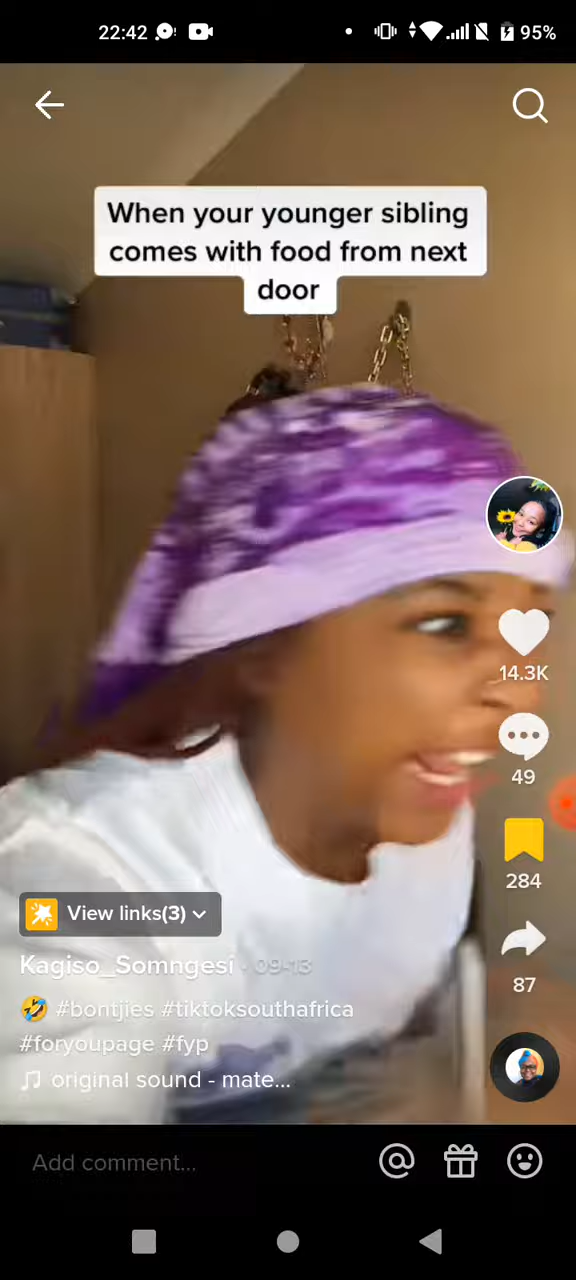 22:42
95%
When your younger sibling
comes with food from next
door
14.3K
49
284
87
View links(3)
Kagiso_Somngesi · 09-13
🤣 #bontjies #tiktoksouthafrica
#foryoupage #fyp
original sound - mate...
Add comment...